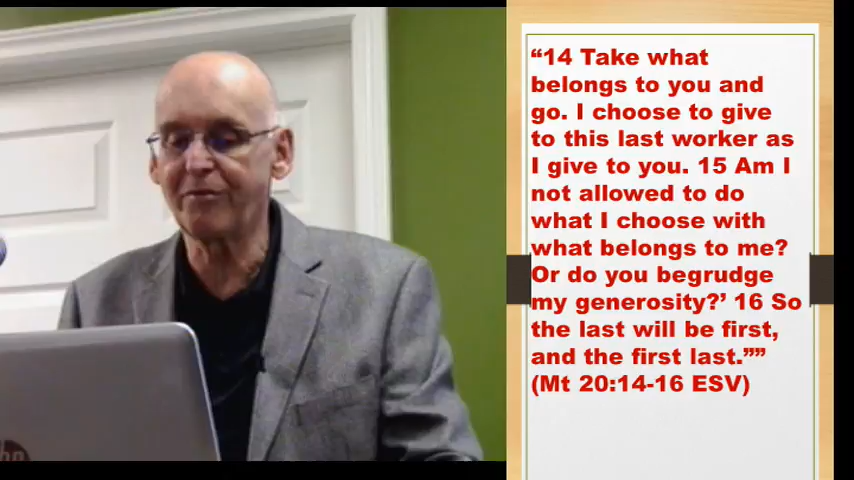 “14 Take what
belongs to you and
go. I choose to give
to this last worker as
I give to you. 15 Am I
not allowed to do
what I choose with
what belongs to me?
Or do you begrudge
my generosity?’ 16 So
the last will be first,
and the first last.””
(Mt 20:14-16 ESV)
hp